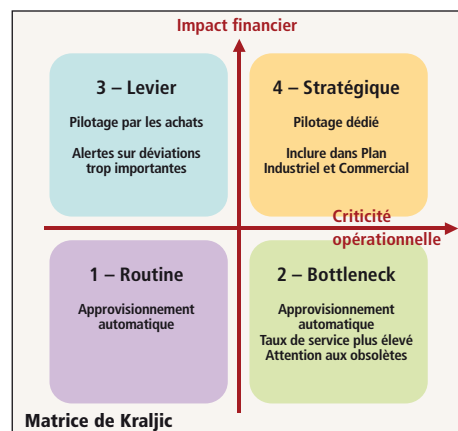 Impact financier
3 – Levier
Pilotage par les achats
Alertes sur déviations
trop importantes
4 – Stratégique
Pilotage dédié
Inclure dans Plan
Industriel et Commercial
Criticité
opérationnelle
1 – Routine
Approvisionnement
automatique
2 – Bottleneck
Approvisionnement
automatique
Taux de service plus élevé
Attention aux obsolètes
Matrice de Kraljic